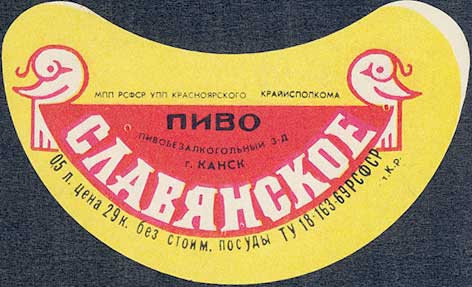 МПП РСФСР УПП КРАСНОЯРСКОГО КРАЙИСПОЛКОМА
ПИВО
ПИВОБЕЗАЛКОГОЛЬНЫЙ З-Д
г. КАНСК
СЛАВЯНСКОЕ
05 л. цена 29к. без стоим. посуды ТУ 18-163-69РСФСР
т.К.р.